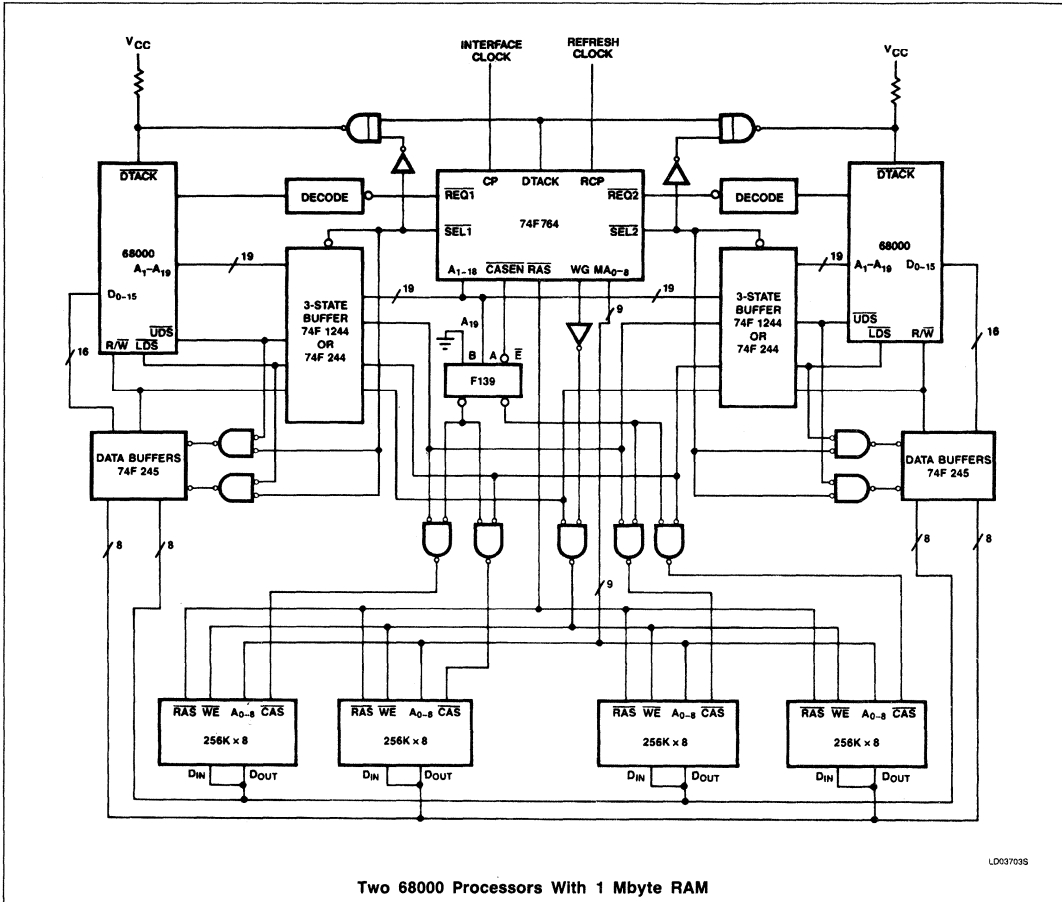 VCC
INTERFACE
CLOCK
REFRESH
CLOCK
VCC
DTACK
68000
A1–A19
D0–15
UDS
R/W LDS
DECODE
CP DTACK RCP
REQ1 REQ2
74F764
SEL1 SEL2
A1–18 CASEN RAS WG MA0–8
DECODE
DTACK
68000
A1–A19 D0–15
UDS
LDS R/W
19
19
19
19
9
16
16
3-STATE
BUFFER
74F 1244
OR
74F 244
3-STATE
BUFFER
74F 1244
OR
74F 244
A19
B A E
F139
DATA BUFFERS
74F 245
DATA BUFFERS
74F 245
8
8
8
8
9
RAS WE A0–8 CAS
256K × 8
DIN DOUT
RAS WE A0–8 CAS
256K × 8
DIN DOUT
RAS WE A0–8 CAS
256K × 8
DIN DOUT
RAS WE A0–8 CAS
256K × 8
DIN DOUT
LD03703S
Two 68000 Processors With 1 Mbyte RAM